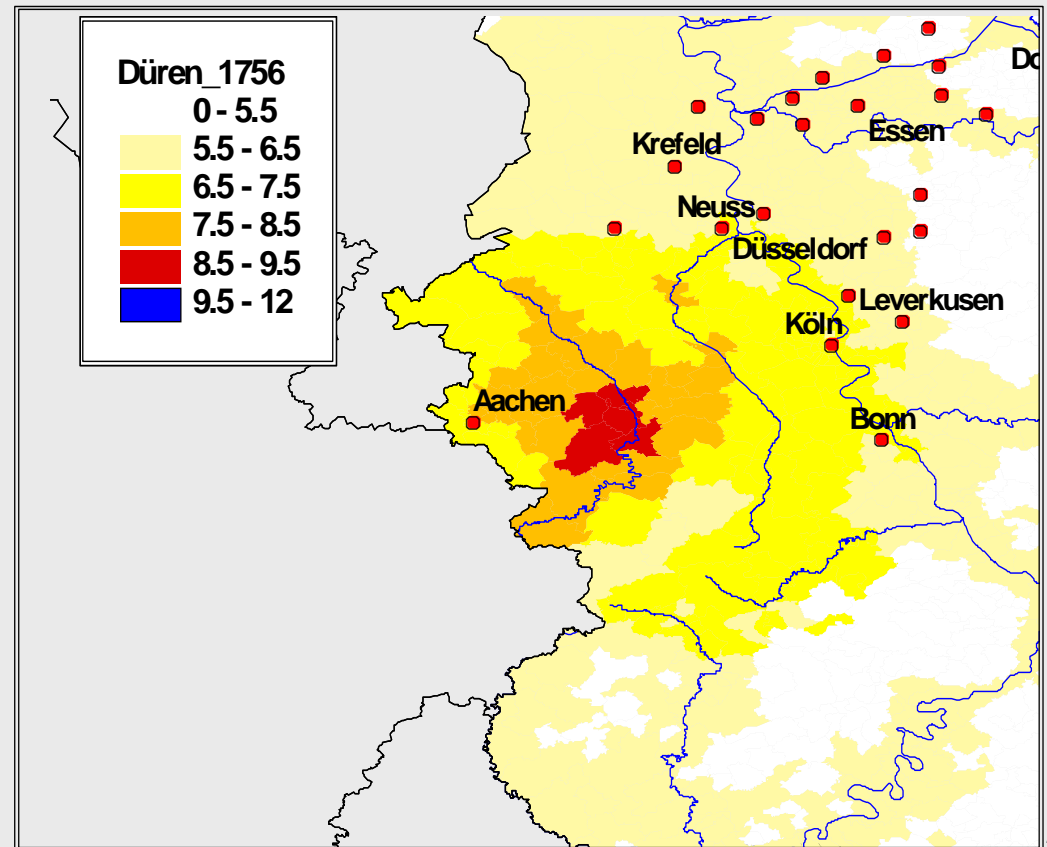 Düren_1756
0 - 5.5
5.5 - 6.5
6.5 - 7.5
7.5 - 8.5
8.5 - 9.5
9.5 - 12
Do
Essen
Krefeld
Neuss
Düsseldorf
Leverkusen
Köln
Aachen
Bonn